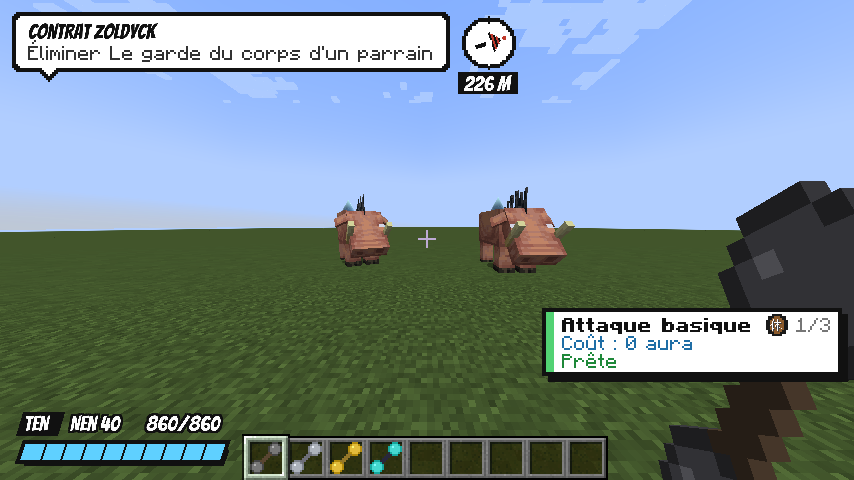 CONTRAT ZOLDYCK
Éliminer Le garde du corps d'un parrain
226 M
Attaque basique 1/3
Coût : 0 aura
Prête
TEN NEN 40 860/860